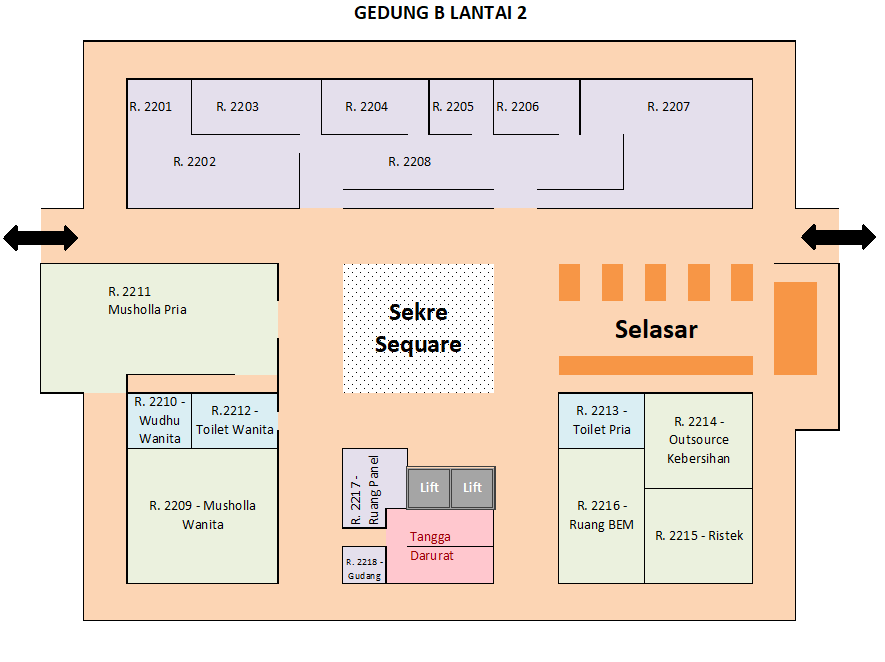 GEDUNG B LANTAI 2
R. 2201
R. 2203
R. 2204
R. 2205
R. 2206
R. 2207
R. 2202
R. 2208
R. 2211
Musholla Pria
Sekre
Sequare
Selasar
R. 2210 -
Wudhu
Wanita
R.2212 -
Toilet Wanita
R. 2213 -
Toilet Pria
R. 2214 -
Outsource
Kebersihan
R. 2209 - Musholla
Wanita
R. 2217 -
Ruang Panel
Lift
Lift
Tangga
Darurat
R. 2218 -
Gudang
R. 2216 -
Ruang BEM
R. 2215 - Ristek